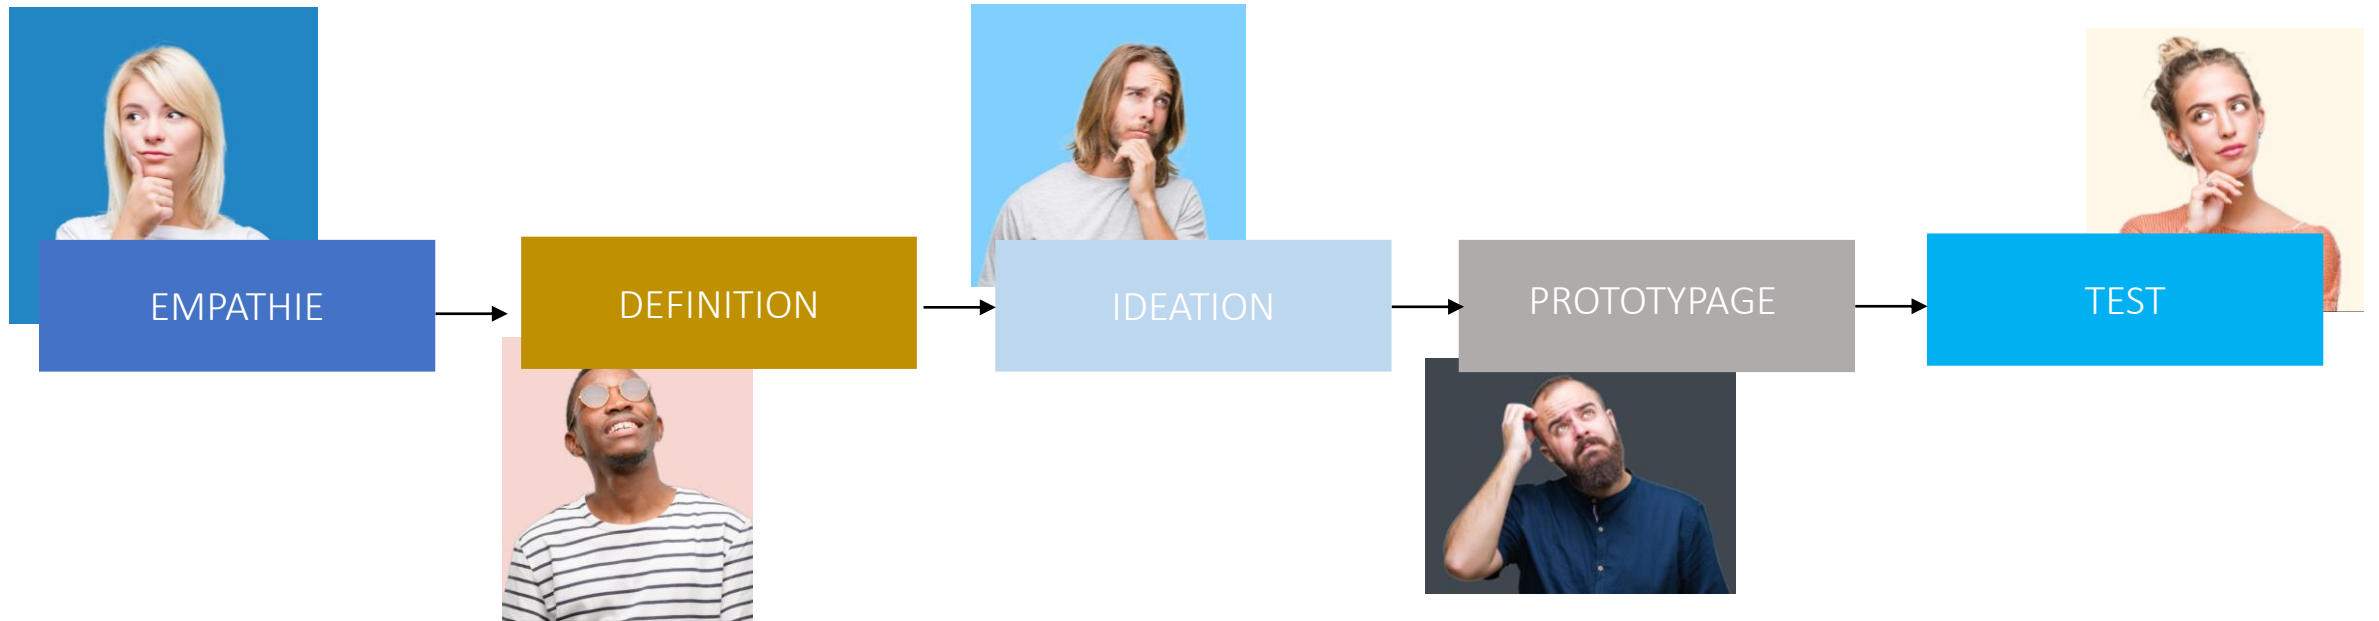 EMPATHIE
DEFINITION
IDEATION
PROTOTYPAGE
TEST